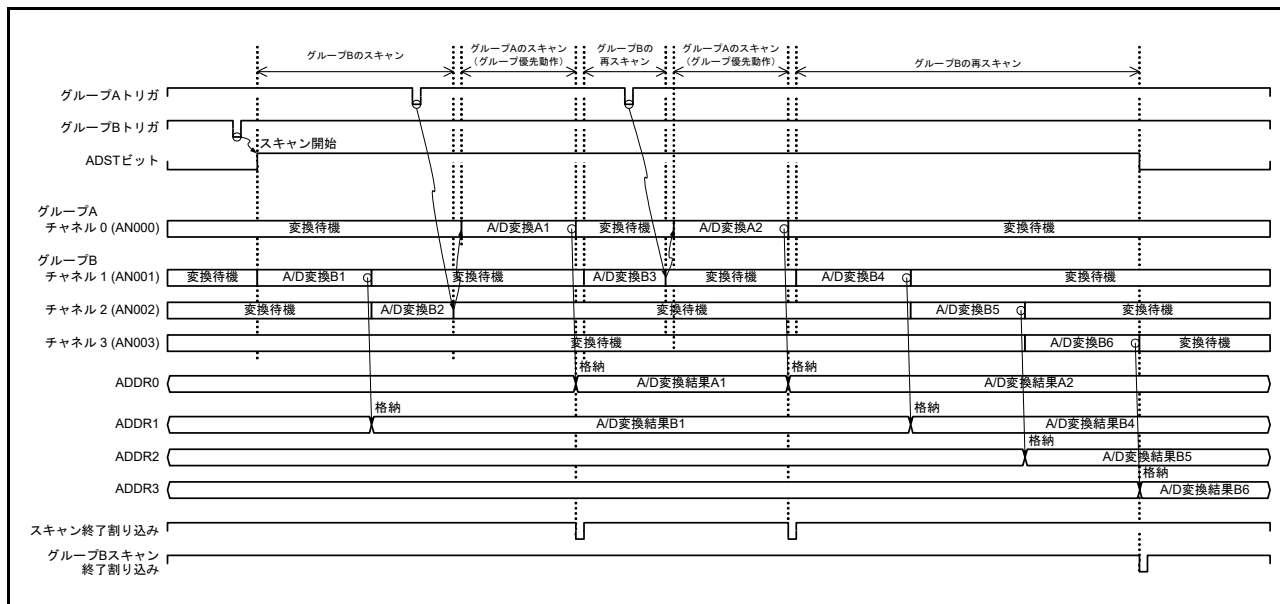 グループBのスキャン
グループAのスキャン
(グループ優先動作)
グループBの
再スキャン
グループAのスキャン
(グループ優先動作)
グループBの再スキャン
グループAトリガ
グループBトリガ
スキャン開始
ADSTビット
グループA
チャネル 0 (AN000)
変換待機
A/D変換A1
変換待機
A/D変換A2
変換待機
グループB
チャネル 1 (AN001)
変換待機
A/D変換B1
変換待機
A/D変換B3
変換待機
A/D変換B4
変換待機
チャネル 2 (AN002)
変換待機
A/D変換B2
変換待機
A/D変換B5
変換待機
チャネル 3 (AN003)
変換待機
A/D変換B6
変換待機
格納
格納
ADDR0
A/D変換結果A1
A/D変換結果A2
格納
格納
ADDR1
A/D変換結果B1
A/D変換結果B4
格納
ADDR2
A/D変換結果B5
格納
ADDR3
A/D変換結果B6
スキャン終了割り込み
グループBスキャン
終了割り込み